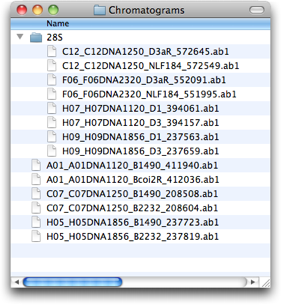 Chromatograms
Name
28S
C12_C12DNA1250_D3aR_572645.ab1
C12_C12DNA1250_NLF184_572549.ab1
F06_F06DNA2320_D3aR_552091.ab1
F06_F06DNA2320_NLF184_551995.ab1
H07_H07DNA1120_D1_394061.ab1
H07_H07DNA1120_D3_394157.ab1
H09_H09DNA1856_D1_237563.ab1
H09_H09DNA1856_D3_237659.ab1
A01_A01DNA1120_B1490_411940.ab1
A01_A01DNA1120_Bcoi2R_412036.ab1
C07_C07DNA1250_B1490_208508.ab1
C07_C07DNA1250_B2232_208604.ab1
H05_H05DNA1856_B1490_237723.ab1
H05_H05DNA1856_B2232_237819.ab1